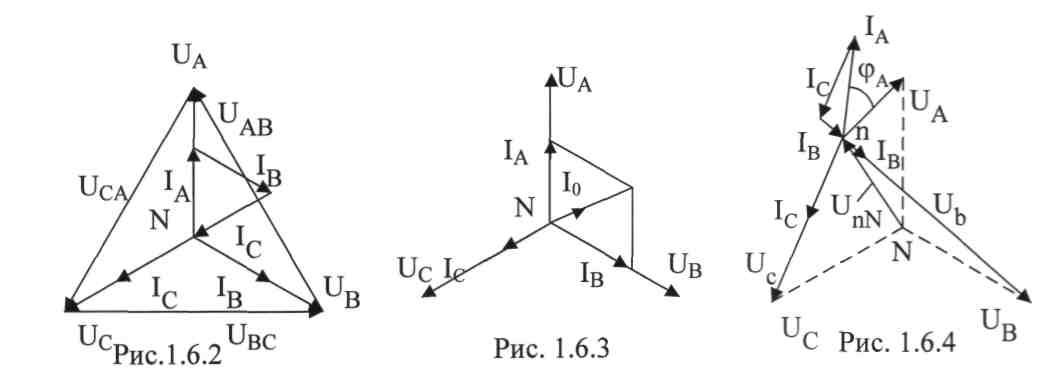 U_A
U_AB
U_CA
I_A
I_B
N
I_C
I_C
I_B
U_B
U_C
U_BC
Рис.1.6.2
U_A
I_A
I_0
N
U_C
I_C
I_B
U_B
Рис. 1.6.3
I_A
I_C
φ_A
U_A
n
I_B
I_B
I_C
U_nN
U_b
N
U_c
U_C
U_B
Рис. 1.6.4